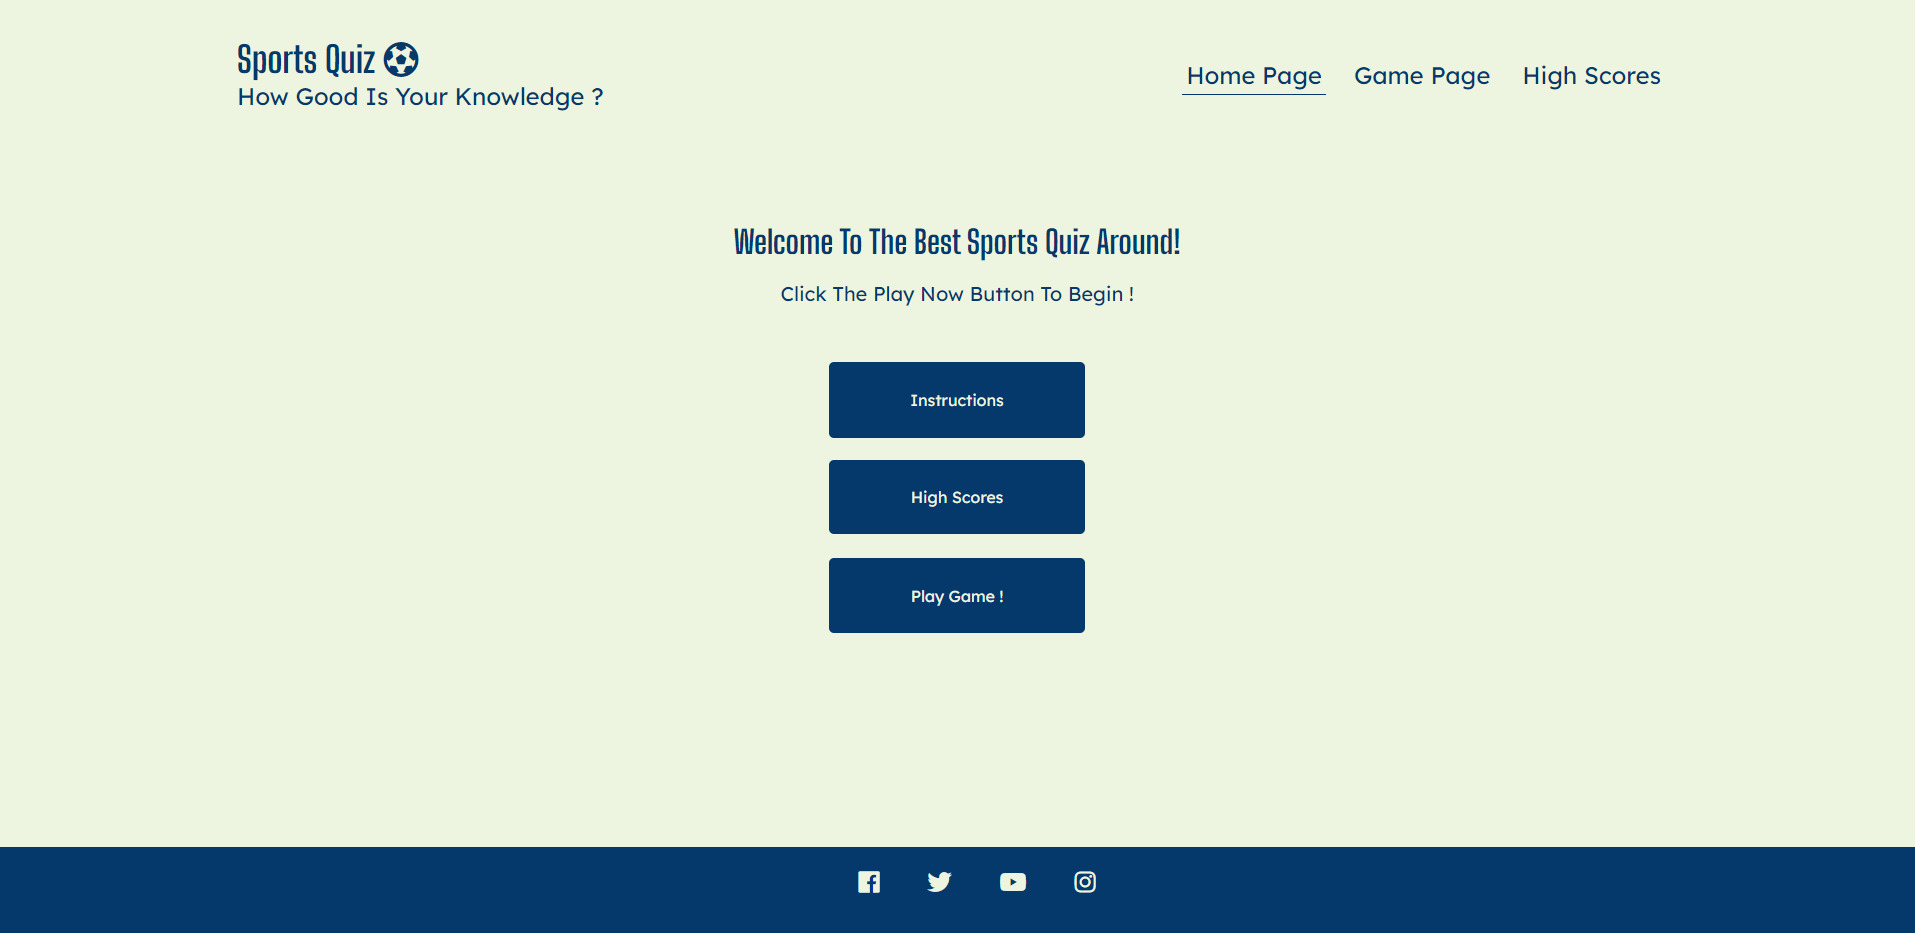 Sports Quiz
How Good Is Your Knowledge ?
Home Page
Game Page
High Scores
Welcome To The Best Sports Quiz Around!
Click The Play Now Button To Begin !
Instructions
High Scores
Play Game !